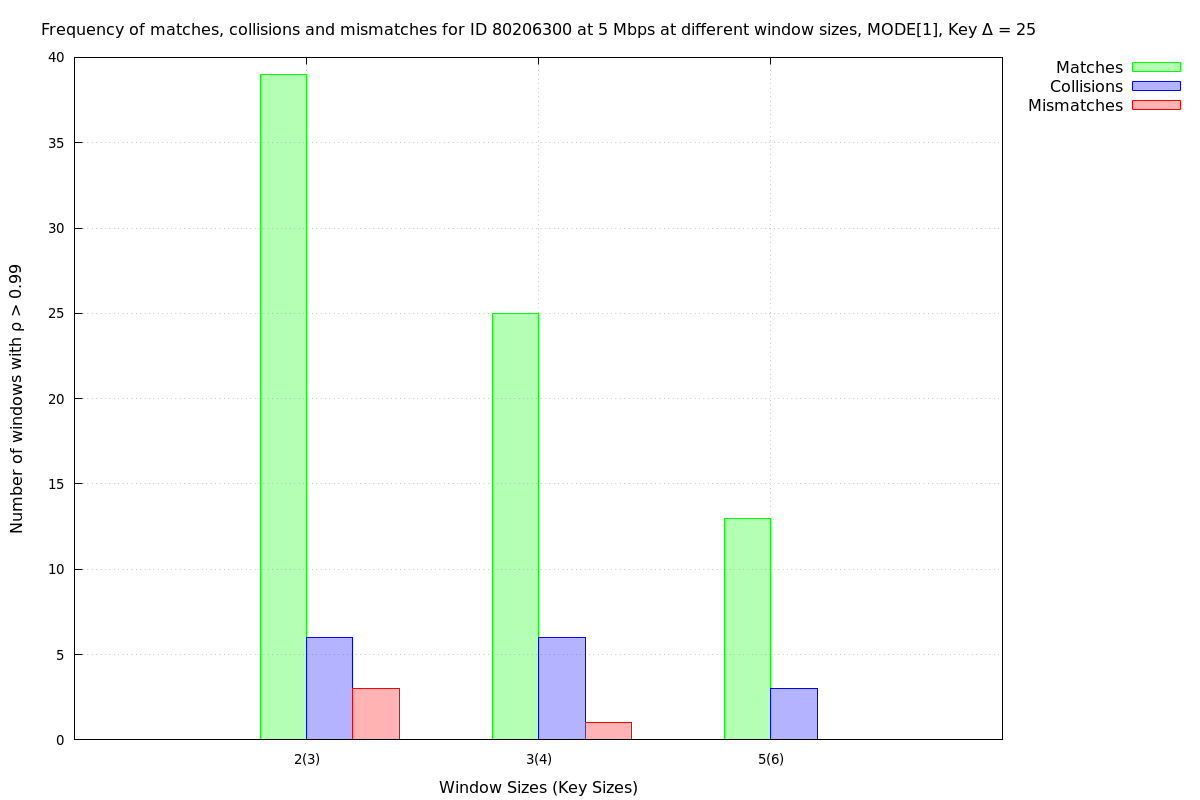 Frequency of matches, collisions and mismatches for ID 80206300 at 5 Mbps at different window sizes, MODE[1], Key Δ = 25
Matches
Collisions
Mismatches
Number of windows with ρ > 0.99
40
35
30
25
20
15
10
5
0
2(3)
3(4)
5(6)
Window Sizes (Key Sizes)